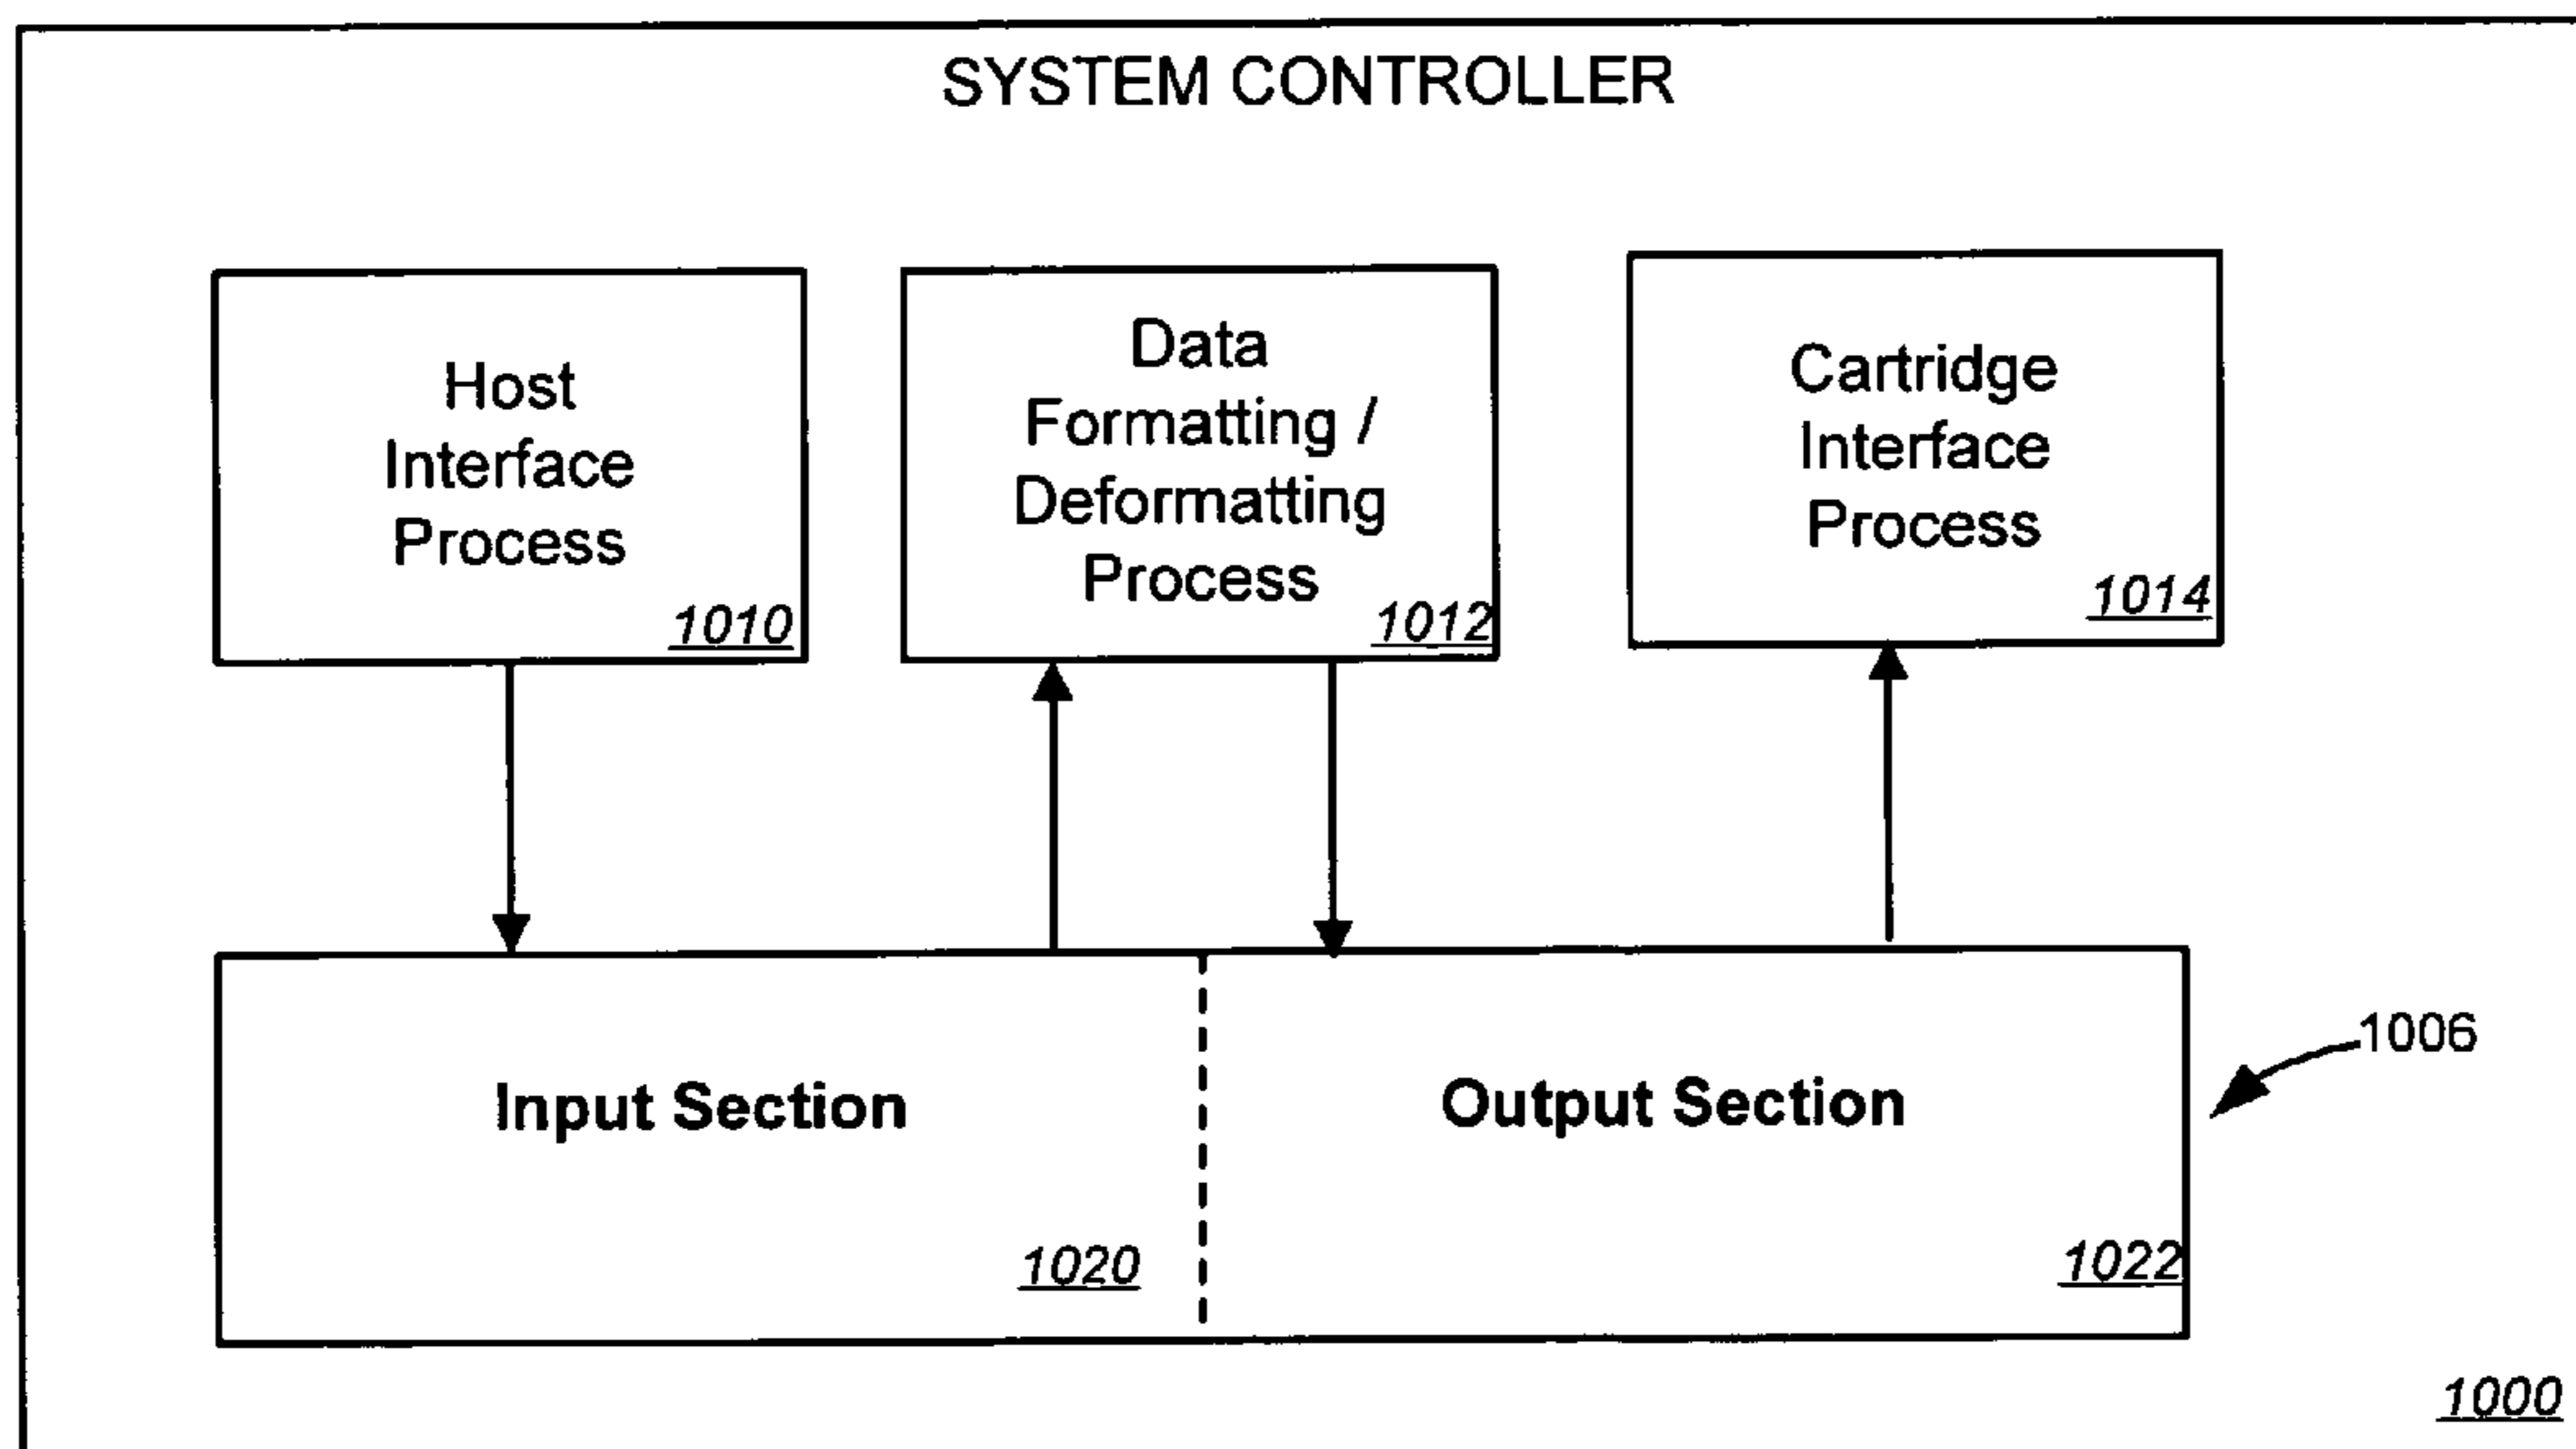 SYSTEM CONTROLLER
Host
Interface
Process
1010
Data
Formatting /
Deformatting
Process
1012
Cartridge
Interface
Process
1014
Input Section
1020
Output Section
1022
1006
1000